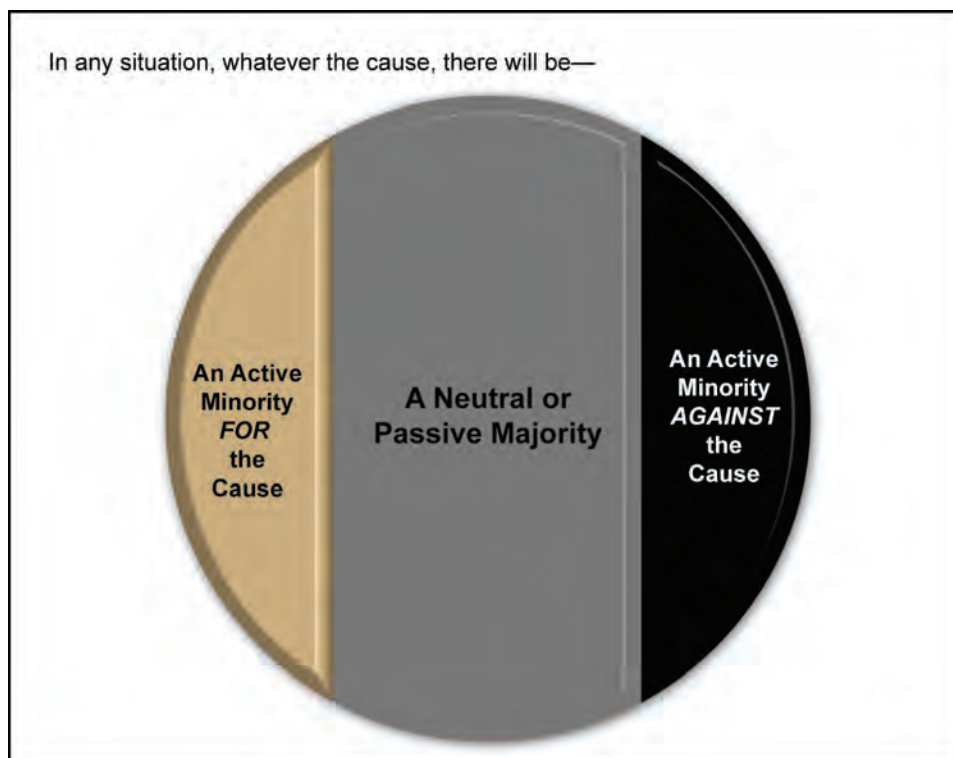 In any situation, whatever the cause, there will be—
An Active
Minority
FOR
the
Cause
A Neutral or
Passive Majority
An Active
Minority
AGAINST
the
Cause